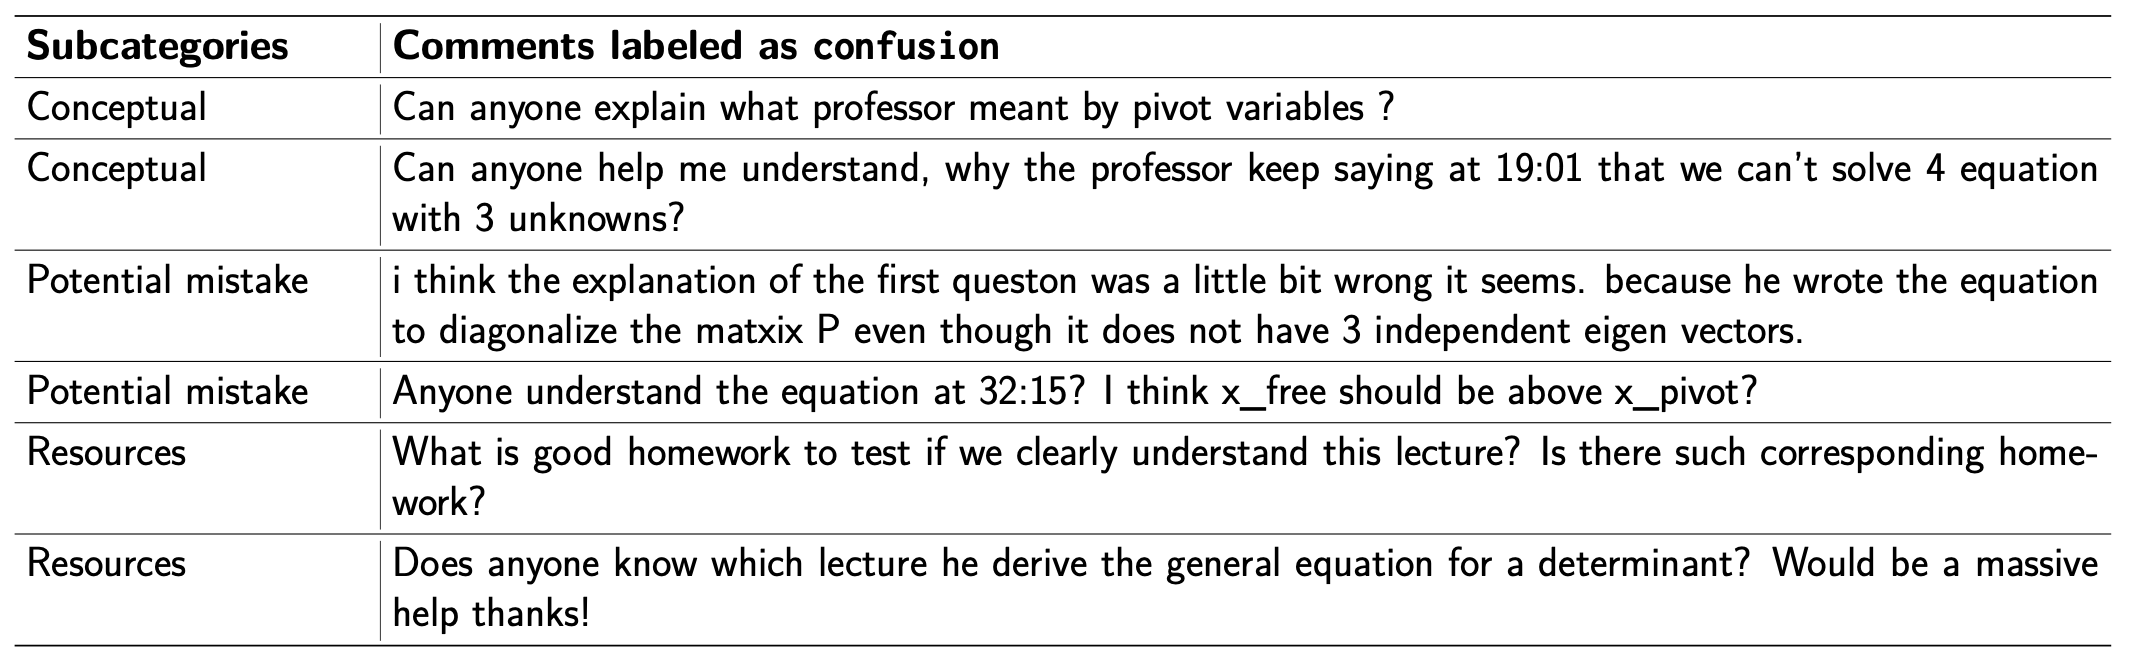 Subcategories Comments labeled as confusion
Conceptual Can anyone explain what professor meant by pivot variables ?
Conceptual Can anyone help me understand, why the professor keep saying at 19:01 that we can't solve 4 equation
with 3 unknowns?
Potential mistake i think the explanation of the first queston was a little bit wrong it seems. because he wrote the equation
to diagonalize the matxix P even though it does not have 3 independent eigen vectors.
Potential mistake Anyone understand the equation at 32:15? I think x_free should be above x_pivot?
Resources What is good homework to test if we clearly understand this lecture? Is there such corresponding home-
work?
Resources Does anyone know which lecture he derive the general equation for a determinant? Would be a massive
help thanks!